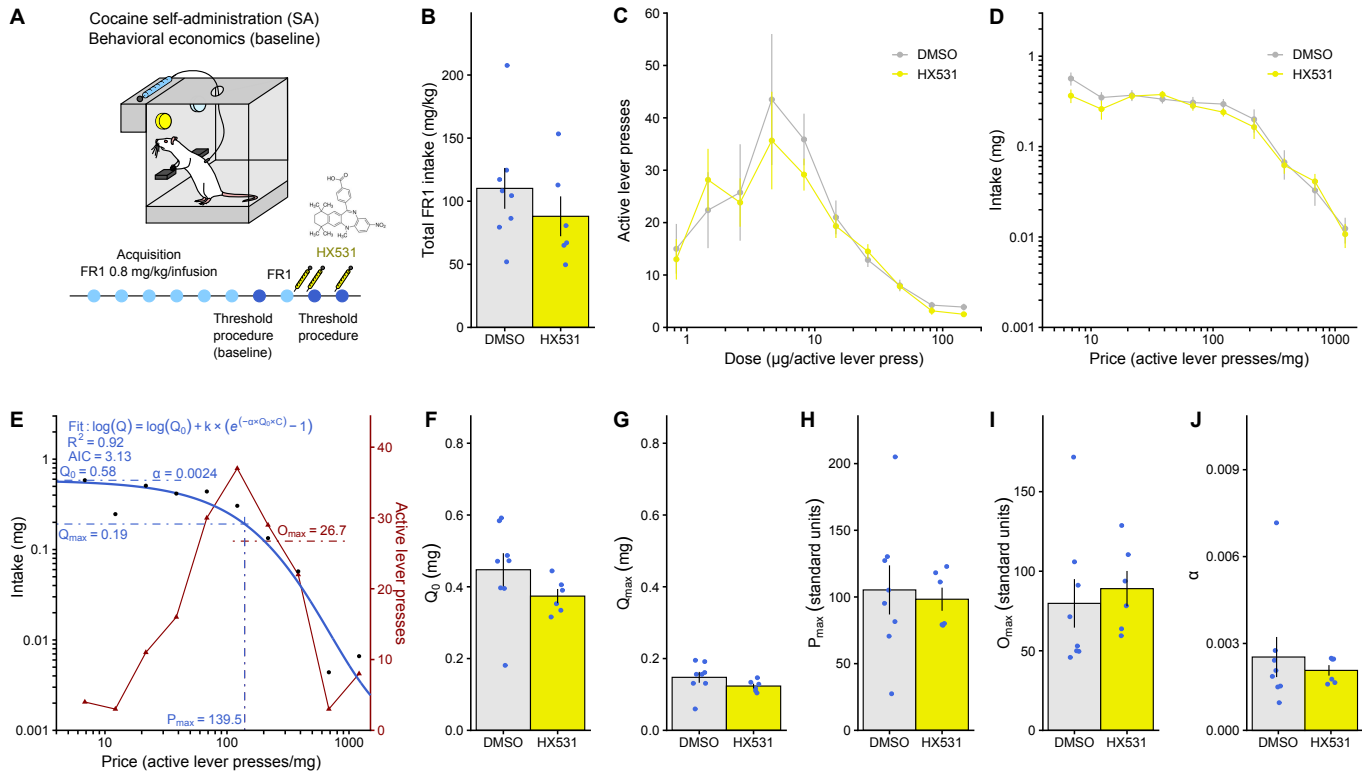 A
Cocaine self-administration (SA)
Behavioral economics (baseline)
HO
O
H₃C
CH₃
N
NO₂
H₃C
CH₃
N
CH₃
HX531
Acquisition
FR1 0.8 mg/kg/infusion
FR1
Threshold
procedure
(baseline)
Threshold
procedure
B
Total FR1 intake (mg/kg)
200
150
100
50
0
DMSO
HX531
C
Active lever presses
60
50
40
30
20
10
0
DMSO
HX531
1
10
100
Dose (µg/active lever press)
D
Intake (mg)
1
0.1
0.01
0.001
DMSO
HX531
10
100
1000
Price (active lever presses/mg)
E
Intake (mg)
1
0.1
0.01
0.001
Fit : log(Q) = log(Q₀) + k × (e^(−α×Q₀×C) − 1)
R² = 0.92
AIC = 3.13
Q₀ = 0.58
α = 0.0024
Qmax = 0.19
Omax = 26.7
Pmax = 139.5
10
100
1000
Price (active lever presses/mg)
40
30
20
10
0
Active lever presses
F
Q₀ (mg)
0.8
0.6
0.4
0.2
0.0
DMSO
HX531
G
Qmax (mg)
0.8
0.6
0.4
0.2
0.0
DMSO
HX531
H
Pmax (standard units)
200
150
100
50
0
DMSO
HX531
I
Omax (standard units)
150
100
50
0
DMSO
HX531
J
α
0.009
0.006
0.003
0.000
DMSO
HX531